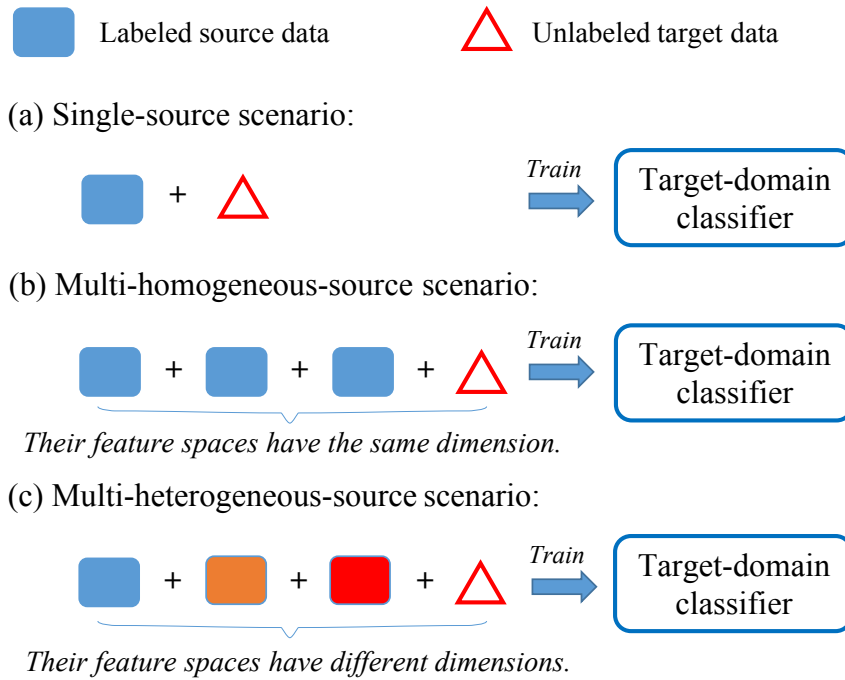 Labeled source data
Unlabeled target data
(a) Single-source scenario:
+
Train
Target-domain
classifier
(b) Multi-homogeneous-source scenario:
+ + +
Train
Target-domain
classifier
Their feature spaces have the same dimension.
(c) Multi-heterogeneous-source scenario:
+ + +
Train
Target-domain
classifier
Their feature spaces have different dimensions.